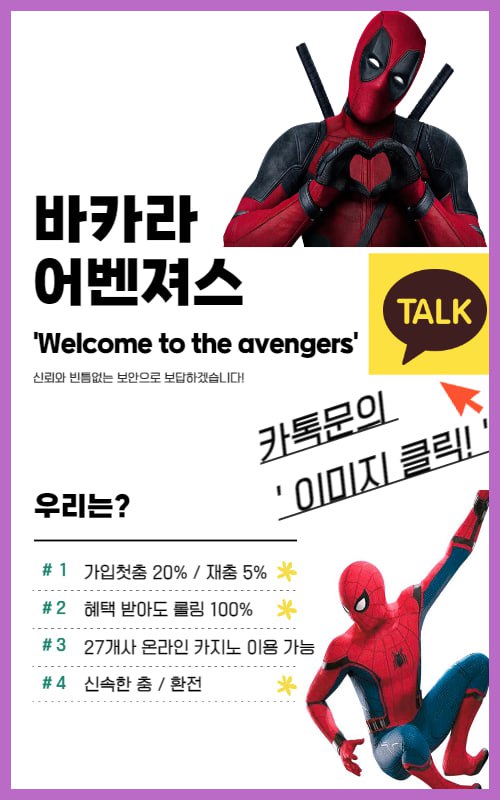 바카라
어벤져스
'Welcome to the avengers'
신뢰와 빈틈없는 보안으로 보답하겠습니다!
TALK
카톡문의
' 이미지 클릭! '
우리는?
# 1 가입첫충 20% / 재충 5%
# 2 혜택 받아도 롤링 100%
# 3 27개사 온라인 카지노 이용 가능
# 4 신속한 충 / 환전